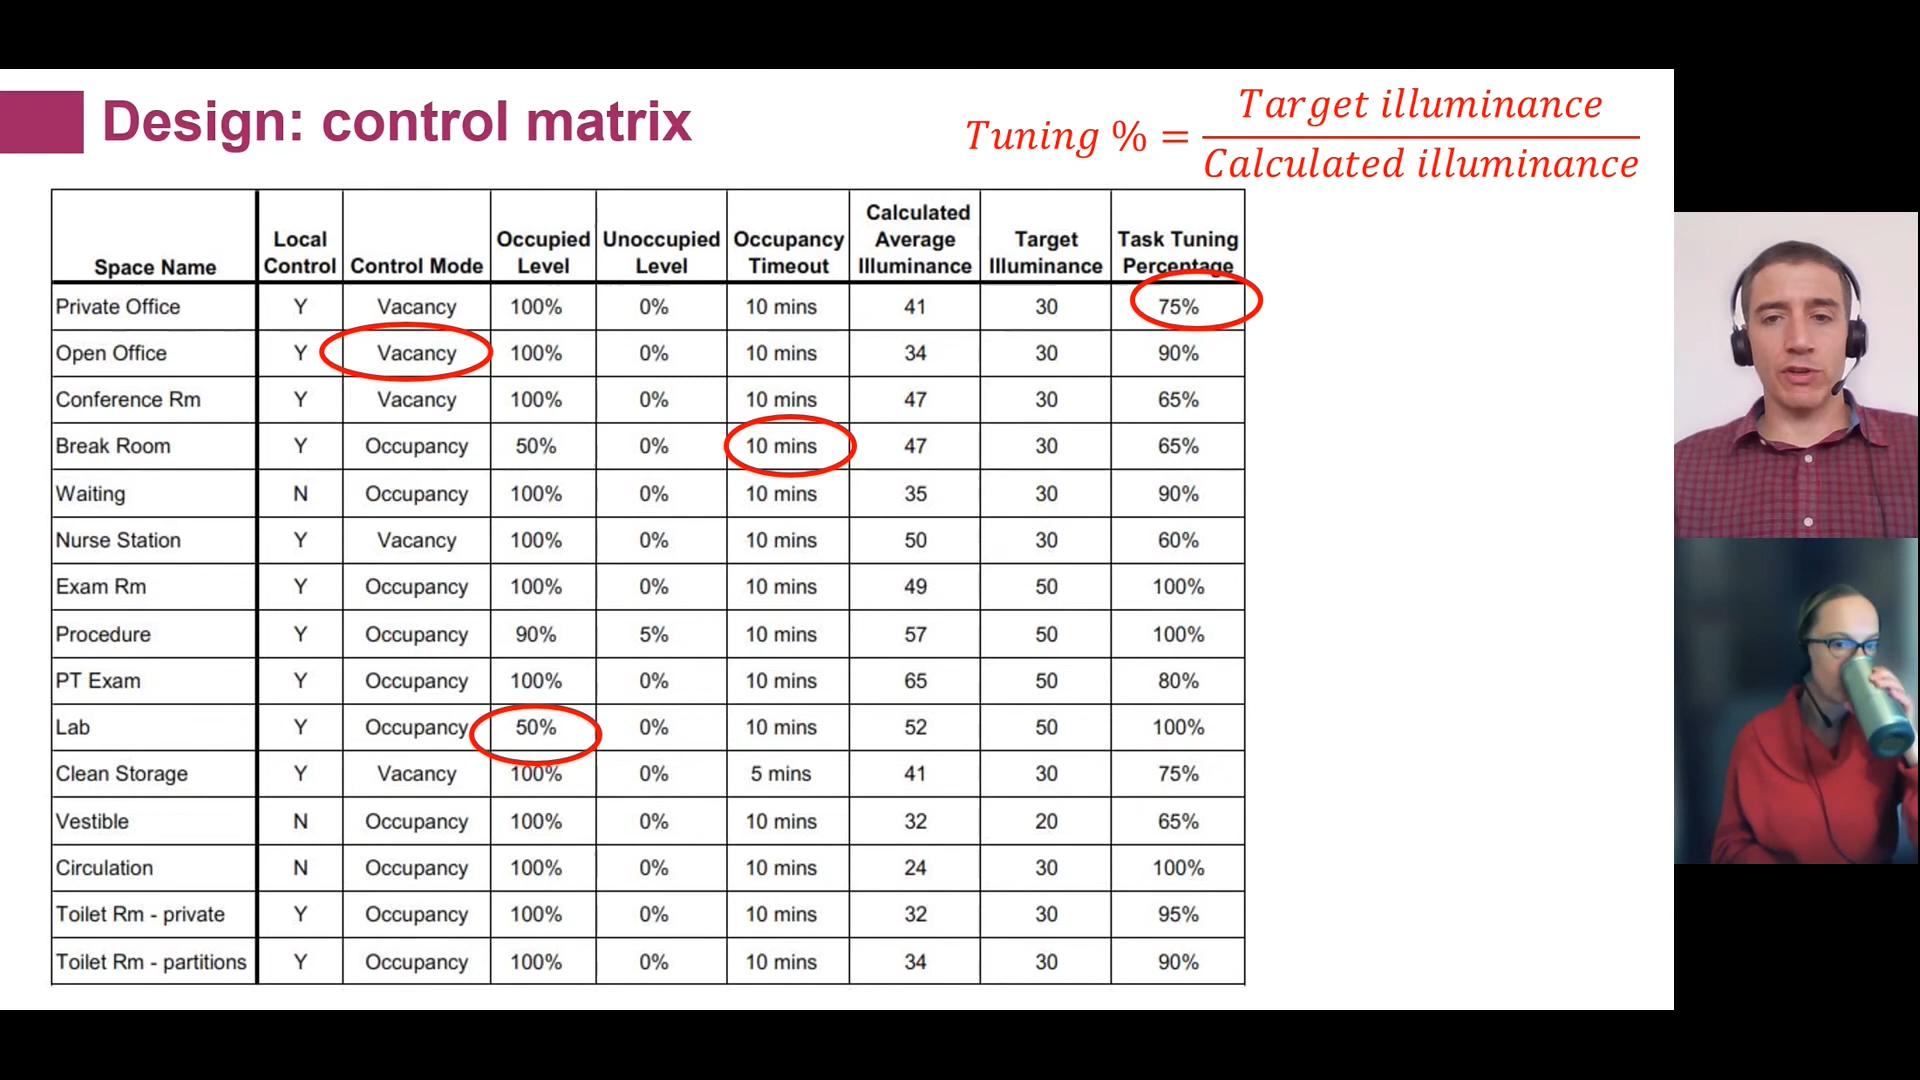 Design: control matrix
Tuning % = Target illuminance / Calculated illuminance
Space Name Local Control Control Mode Occupied Level Unoccupied Level Occupancy Timeout Calculated Average Illuminance Target Illuminance Task Tuning Percentage
Private Office Y Vacancy 100% 0% 10 mins 41 30 75%
Open Office Y Vacancy 100% 0% 10 mins 34 30 90%
Conference Rm Y Vacancy 100% 0% 10 mins 47 30 65%
Break Room Y Occupancy 50% 0% 10 mins 47 30 65%
Waiting N Occupancy 100% 0% 10 mins 35 30 90%
Nurse Station Y Vacancy 100% 0% 10 mins 50 30 60%
Exam Rm Y Occupancy 100% 0% 10 mins 49 50 100%
Procedure Y Occupancy 90% 5% 10 mins 57 50 100%
PT Exam Y Occupancy 100% 0% 10 mins 65 50 80%
Lab Y Occupancy 50% 0% 10 mins 52 50 100%
Clean Storage Y Vacancy 100% 0% 5 mins 41 30 75%
Vestible N Occupancy 100% 0% 10 mins 32 20 65%
Circulation N Occupancy 100% 0% 10 mins 24 30 100%
Toilet Rm - private Y Occupancy 100% 0% 10 mins 32 30 95%
Toilet Rm - partitions Y Occupancy 100% 0% 10 mins 34 30 90%